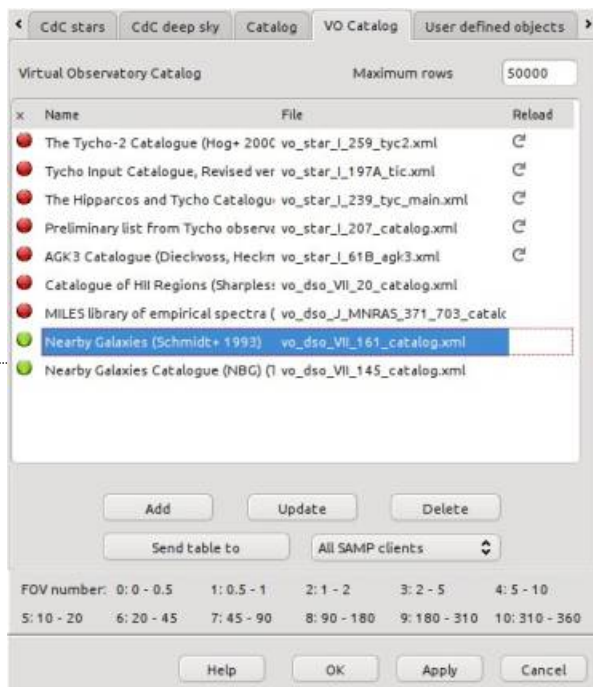 CdC stars CdC deep sky Catalog VO Catalog User defined objects
Virtual Observatory Catalog Maximum rows 50000
x Name File Reload
The Tycho-2 Catalogue (Hog+ 2000 vo_star_I_259_tyc2.xml
Tycho Input Catalogue, Revised ver vo_star_I_197A_tic.xml
The Hipparcos and Tycho Catalogu vo_star_I_239_tyc_main.xml
Preliminary list from Tycho observa vo_star_I_207_catalog.xml
AGK3 Catalogue (Dieckvoss, Heckm vo_star_I_61B_agk3.xml
Catalogue of HII Regions (Sharpless vo_dso_VII_20_catalog.xml
MILES library of empirical spectra ( vo_dso_J_MNRAS_371_703_catalc
Nearby Galaxies (Schmidt+ 1993) vo_dso_VII_161_catalog.xml
Nearby Galaxies Catalogue (NBG) (T vo_dso_VII_145_catalog.xml
Add Update Delete
Send table to All SAMP clients
FOV number: 0: 0 - 0.5 1: 0.5 - 1 2: 1 - 2 3: 2 - 5 4: 5 - 10
5: 10 - 20 6: 20 - 45 7: 45 - 90 8: 90 - 180 9: 180 - 310 10: 310 - 360
Help OK Apply Cancel